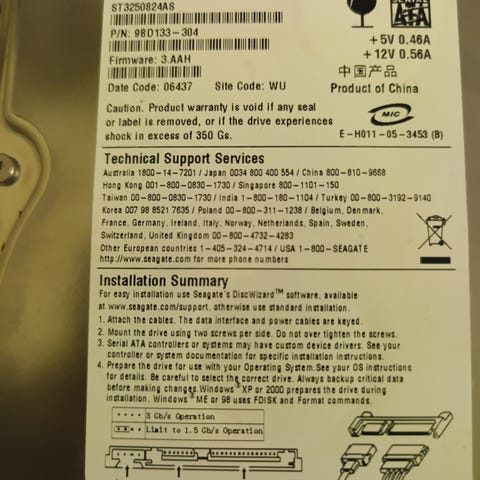 ST3250824AS
P/N: 9BD133-304
Firmware: 3.AAH
Date Code: 06437 Site Code: WU
SERIAL
SATA
+5V 0.46A
+12V 0.56A
中国产品
Product of China
Caution. Product warranty is void if any seal
or label is removed, or if the drive experiences
shock in excess of 350 Gs.
MIC
E-H011-05-3453 (B)
Technical Support Services
Australia 1800-14-7201 / Japan 0034 800 400 554 / China 800-810-9668
Hong Kong 001-800-0830-1730 / Singapore 800-1101-150
Taiwan 00-800-0830-1730 / India 1-800-180-1104 / Turkey 00-800-3192-9140
Korea 007 98 8521 7635 / Poland 00-800-311-1238 / Belgium, Denmark,
France, Germany, Ireland, Italy, Norway, Netherlands, Spain, Sweden,
Switzerland, United Kingdom 00-800-4732-4283
Other European countries 1-405-324-4714 / USA 1-800-SEAGATE
http://www.seagate.com for more phone numbers
Installation Summary
For easy installation use Seagate's DiscWizard™ software, available
at www.seagate.com/support, otherwise use standard installation.
1. Attach the cables. The data interface and power cables are keyed.
2. Mount the drive using two screws per side. Do not over tighten the screws.
3. Serial ATA controllers or systems may have custom device drivers. See your
controller or system documentation for specific installation instructions.
4. Prepare the drive for use with your Operating System. See your OS instructions
for details. Be careful to select the correct drive. Always backup critical data
before making changes. Windows® XP or 2000 prepares the drive during
installation. Windows® ME or 98 uses FDISK and Format commands.
3 Gb/s Operation
Limit to 1.5 Gb/s Operation